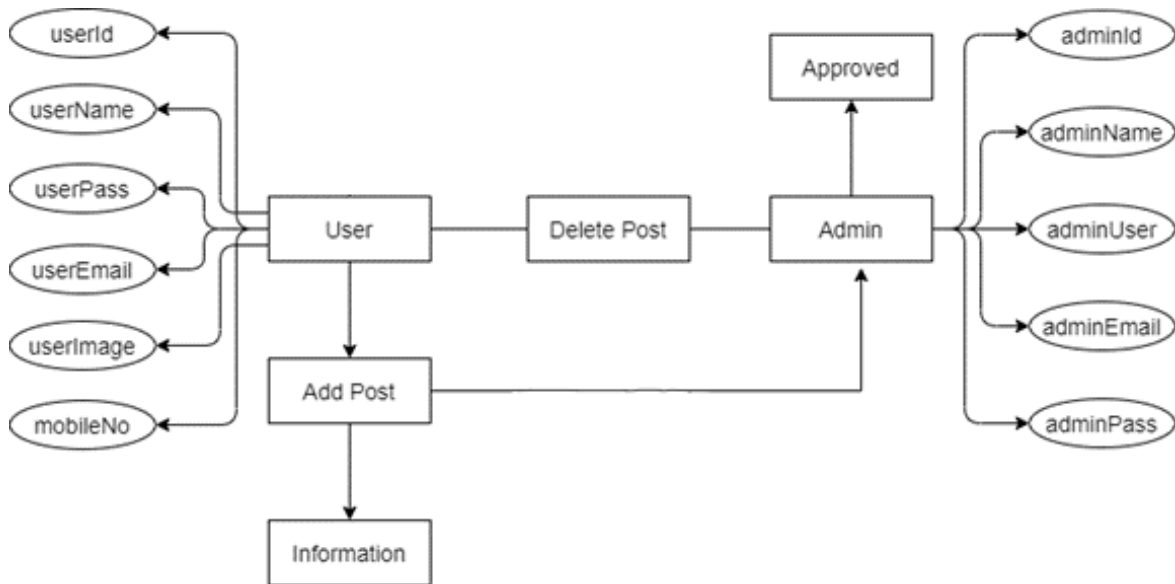 userId
userName
userPass
userEmail
userImage
mobileNo
User
Add Post
Information
Delete Post
Approved
Admin
adminId
adminName
adminUser
adminEmail
adminPass